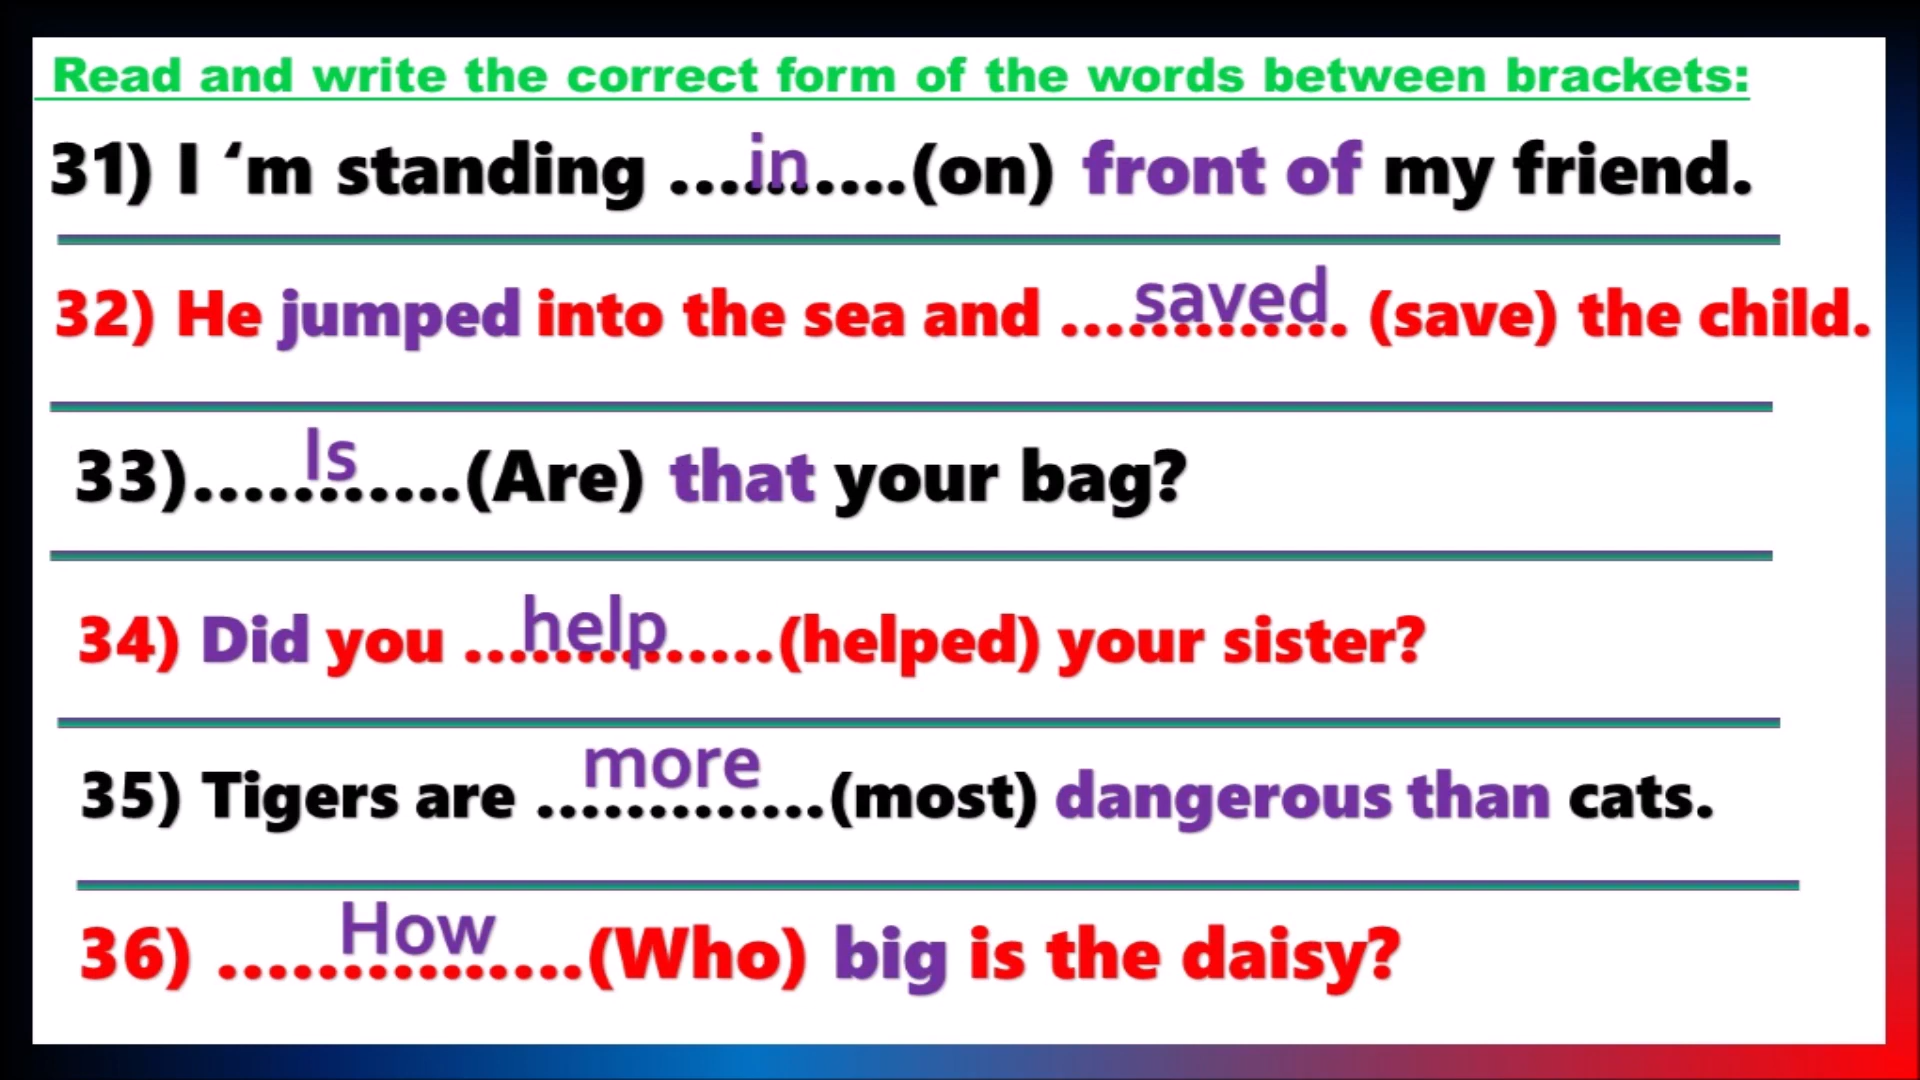 Read and write the correct form of the words between brackets:
31) I ‘m standing ....in....(on) front of my friend.
32) He jumped into the sea and ....saved.... (save) the child.
33)....Is....(Are) that your bag?
34) Did you ....help....(helped) your sister?
35) Tigers are ....more....(most) dangerous than cats.
36) ....How....(Who) big is the daisy?